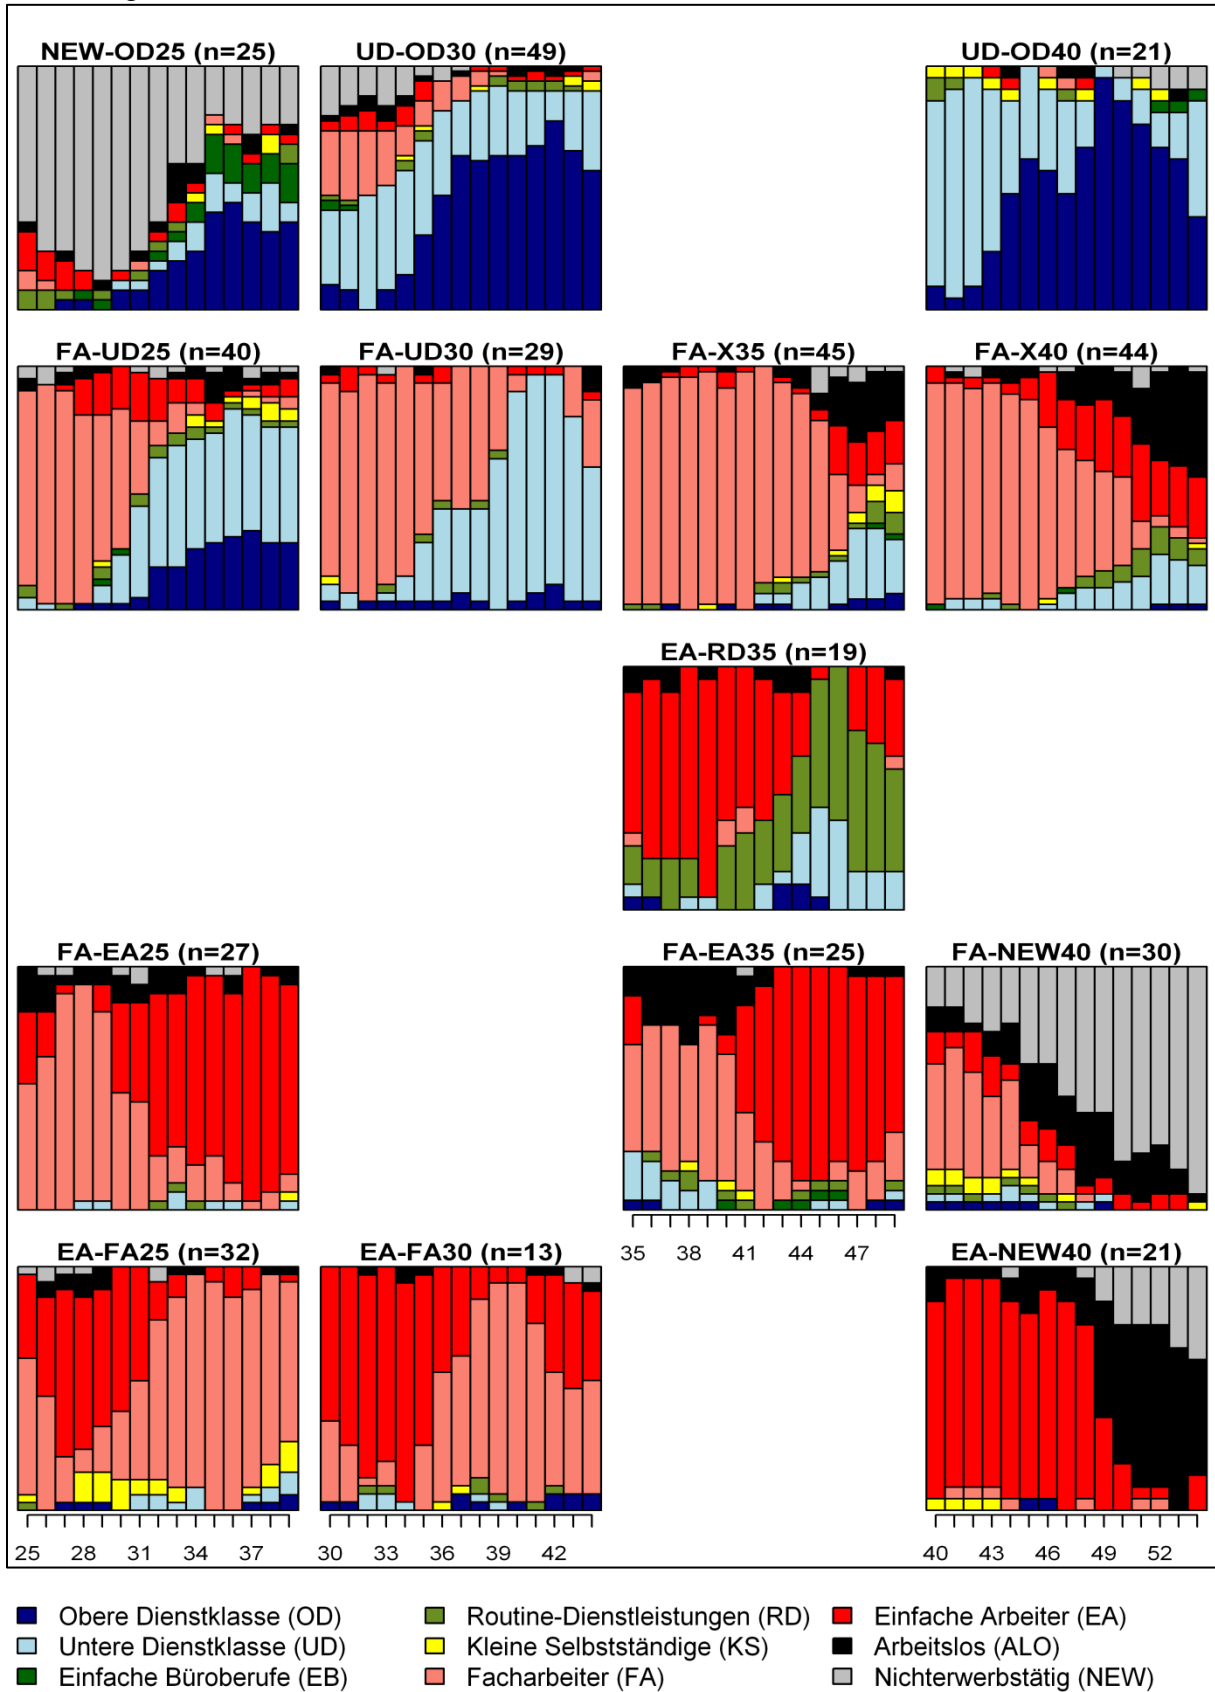 NEW-OD25 (n=25) UD-OD30 (n=49) UD-OD40 (n=21)
FA-UD25 (n=40) FA-UD30 (n=29) FA-X35 (n=45) FA-X40 (n=44)
EA-RD35 (n=19)
FA-EA25 (n=27) FA-EA35 (n=25) FA-NEW40 (n=30)
35 38 41 44 47
EA-FA25 (n=32) EA-FA30 (n=13) EA-NEW40 (n=21)
25 28 31 34 37 30 33 36 39 42 40 43 46 49 52
Obere Dienstklasse (OD) Routine-Dienstleistungen (RD) Einfache Arbeiter (EA)
Untere Dienstklasse (UD) Kleine Selbstständige (KS) Arbeitslos (ALO)
Einfache Büroberufe (EB) Facharbeiter (FA) Nichterwerbstätig (NEW)